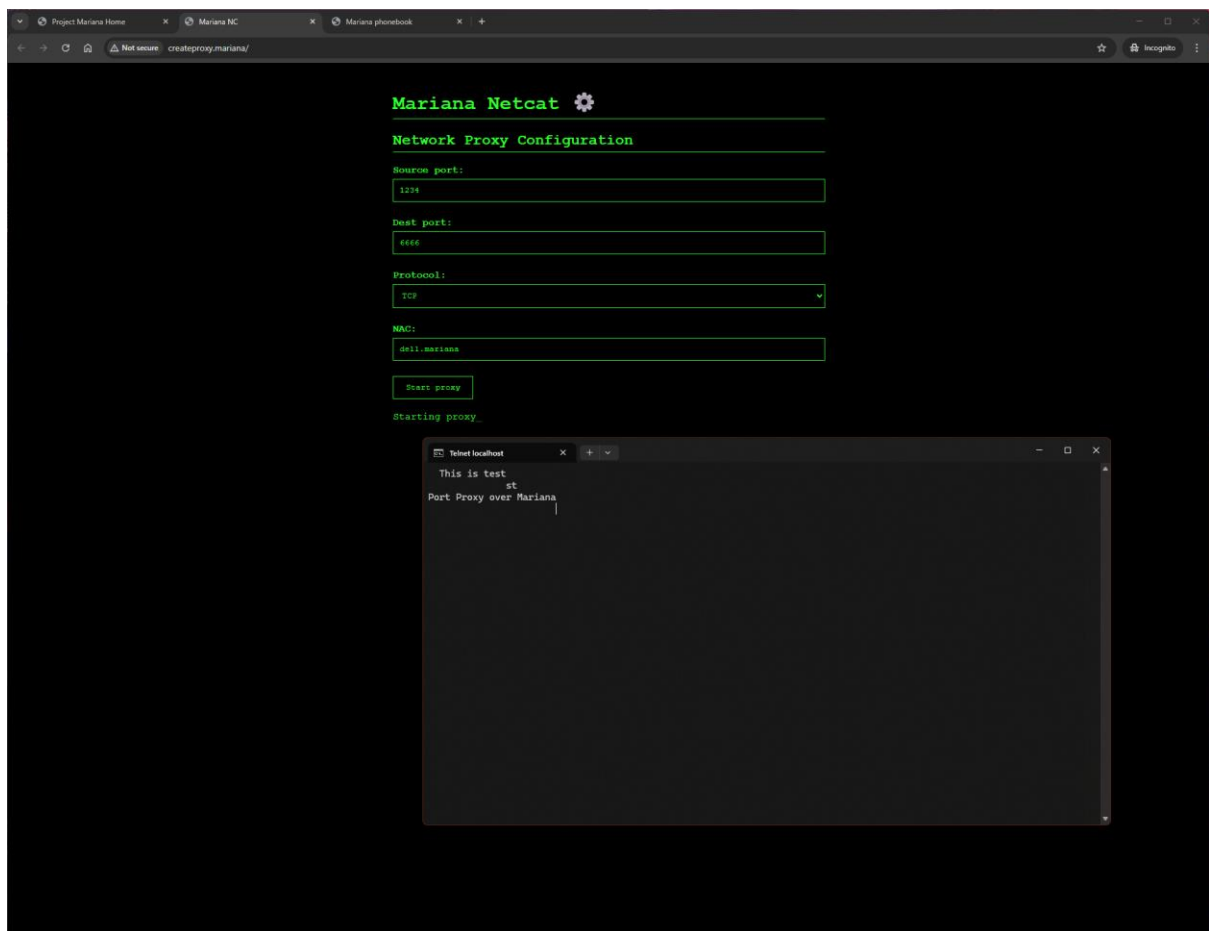 Project Mariana Home
Mariana NC
Mariana phonebook
Not secure
createproxy.mariana/
Incognito
Mariana Netcat
Network Proxy Configuration
Source port:
1234
Dest port:
6666
Protocol:
TCP
NAC:
dell.mariana
Start proxy
Starting proxy_
Telnet localhost
This is test
st
Port Proxy over Mariana